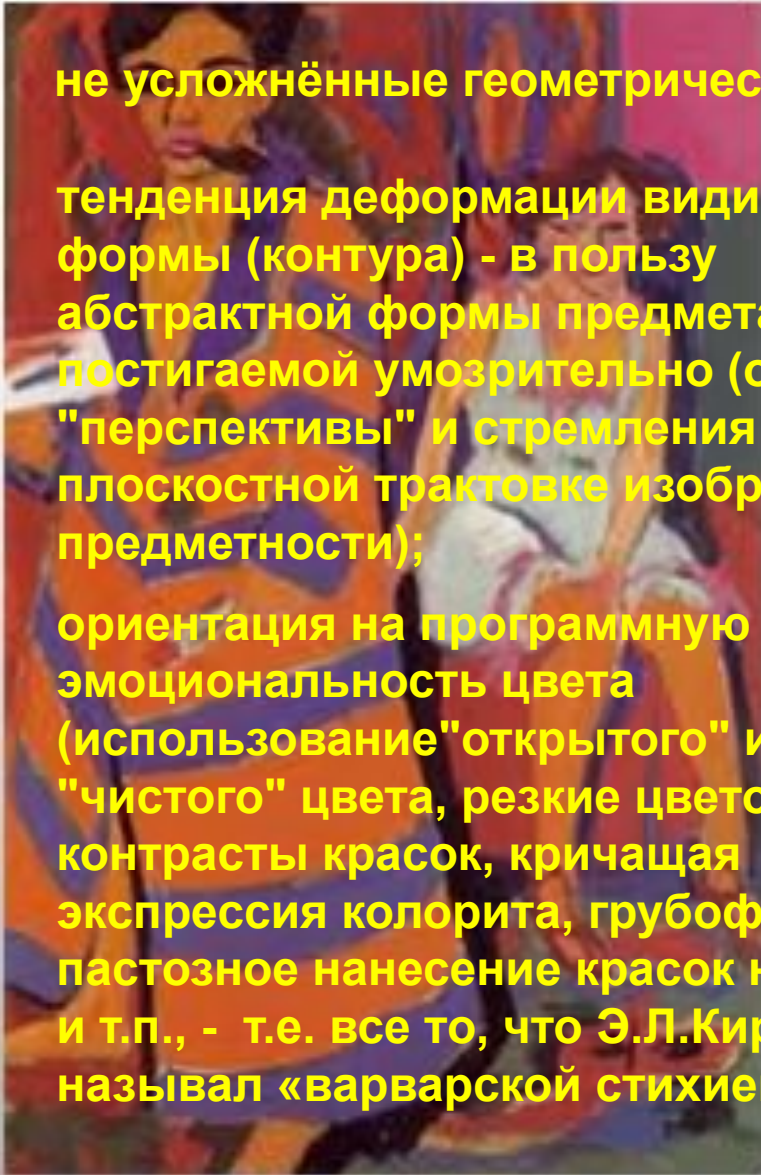 не усложнённые геометричес
тенденция деформации види
формы (контура) - в пользу
абстрактной формы предмета
постигаемой умозрительно (о
"перспективы" и стремления
плоскостной трактовке изобр
предметности);
ориентация на программную
эмоциональность цвета
(использование"открытого" и
"чистого" цвета, резкие цвето
контрасты красок, кричащая
экспрессия колорита, грубоф
пастозное нанесение красок н
и т.п., - т.е. все то, что Э.Л.Кир
называл «варварской стихие